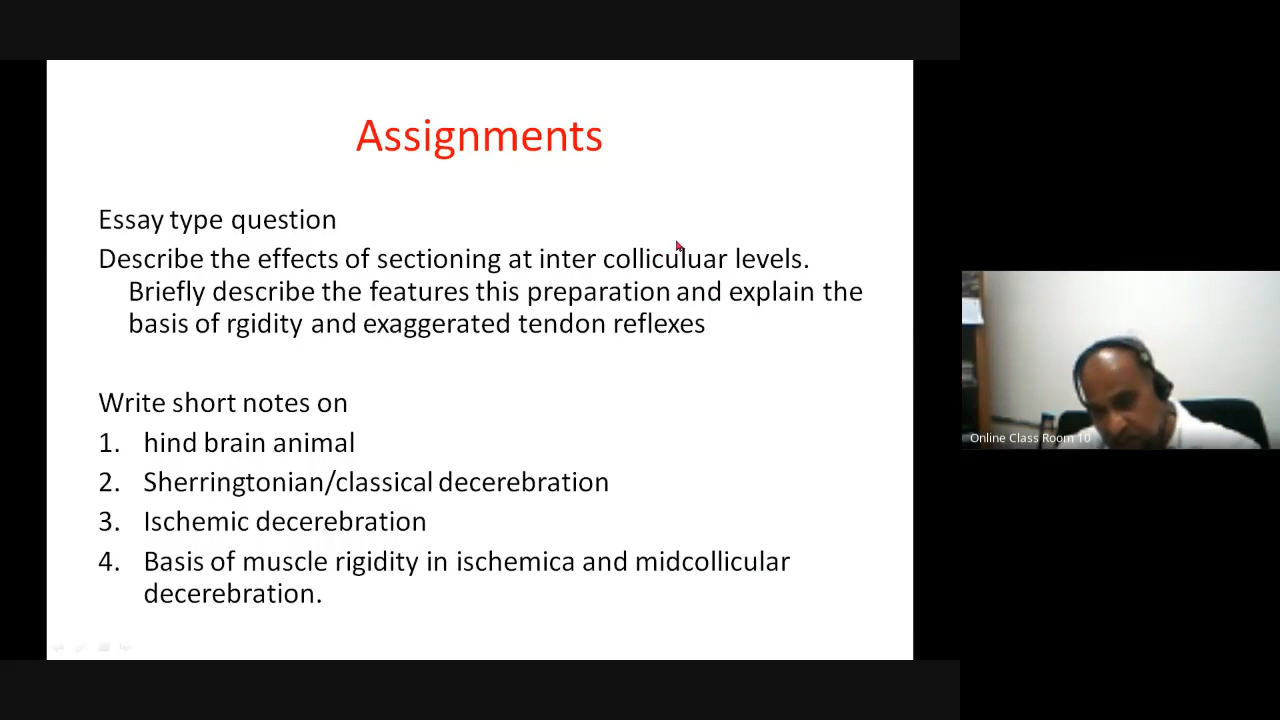 Assignments
Essay type question
Describe the effects of sectioning at inter colliculuar levels.
Briefly describe the features this preparation and explain the
basis of rgidity and exaggerated tendon reflexes
Write short notes on
1. hind brain animal
2. Sherringtonian/classical decerebration
3. Ischemic decerebration
4. Basis of muscle rigidity in ischemica and midcollicular
decerebration.
Online Class Room 10